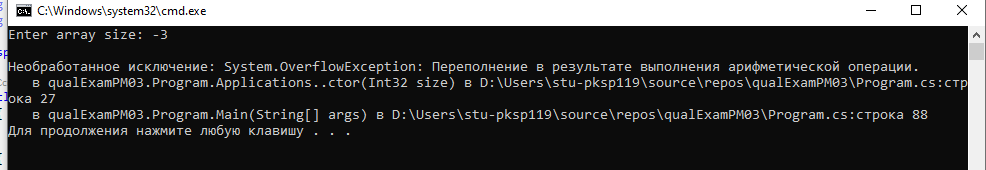 C:\Windows\system32\cmd.exe
Enter array size: -3
Необработанное исключение: System.OverflowException: Переполнение в результате выполнения арифметической операции.
в qualExamPM03.Program.Applications..ctor(Int32 size) в D:\Users\stu-pksp119\source\repos\qualExamPM03\Program.cs:стр
ока 27
в qualExamPM03.Program.Main(String[] args) в D:\Users\stu-pksp119\source\repos\qualExamPM03\Program.cs:строка 88
Для продолжения нажмите любую клавишу . . .